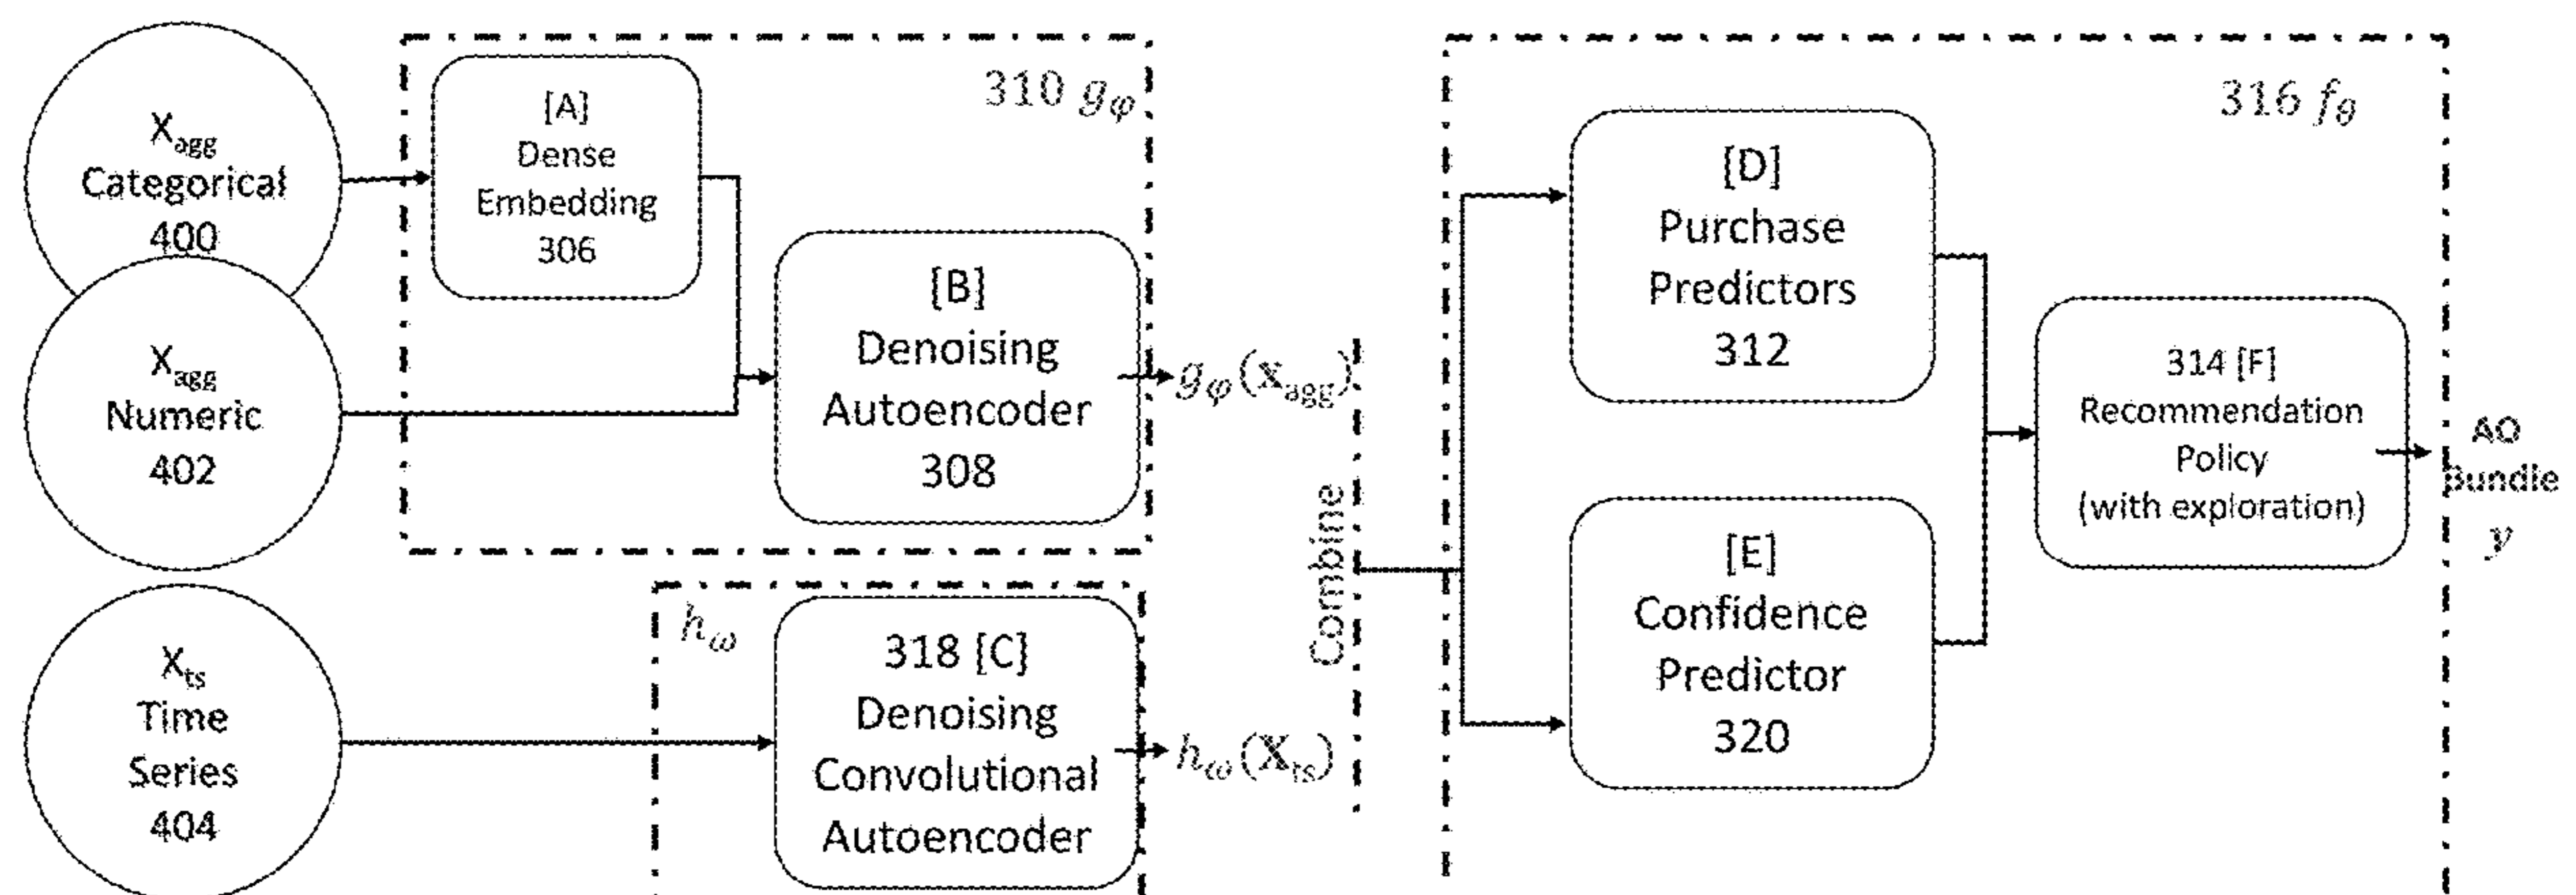 X_agg
Categorical
400
X_agg
Numeric
402
X_ts
Time
Series
404
310 g_φ
[A]
Dense
Embedding
306
[B]
Denoising
Autoencoder
308
g_φ(x_agg)
h_ω
318 [C]
Denoising
Convolutional
Autoencoder
h_ω(X_ts)
Combine
316 f_θ
[D]
Purchase
Predictors
312
[E]
Confidence
Predictor
320
314 [F]
Recommendation
Policy
(with exploration)
AO
Bundle
y